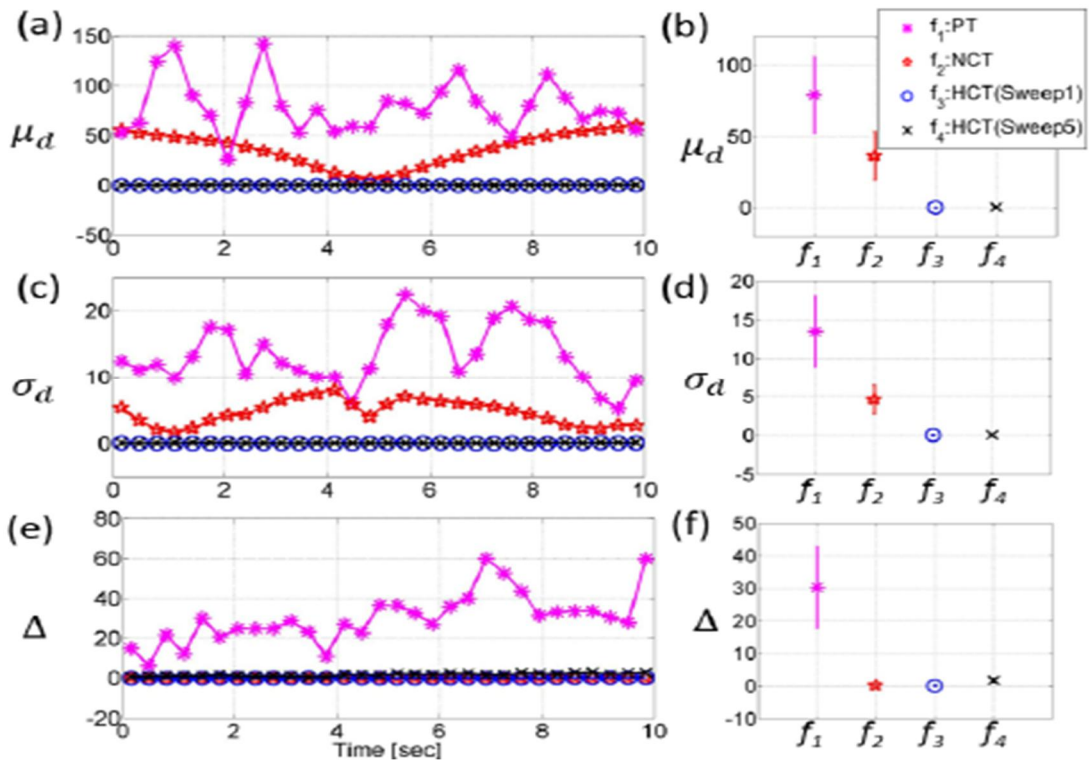 (a)
μd
150
100
50
0
-50
0 2 4 6 8 10
(b)
μd
100
50
0
f1 f2 f3 f4
f1:PT
f2:NCT
f3:HCT(Sweep1)
f4:HCT(Sweep5)
(c)
σd
20
10
0
0 2 4 6 8 10
(d)
σd
20
15
10
5
0
-5
f1 f2 f3 f4
(e)
Δ
80
60
40
20
0
-20
0 2 4 6 8 10
Time [sec]
(f)
Δ
50
40
30
20
10
0
-10
f1 f2 f3 f4